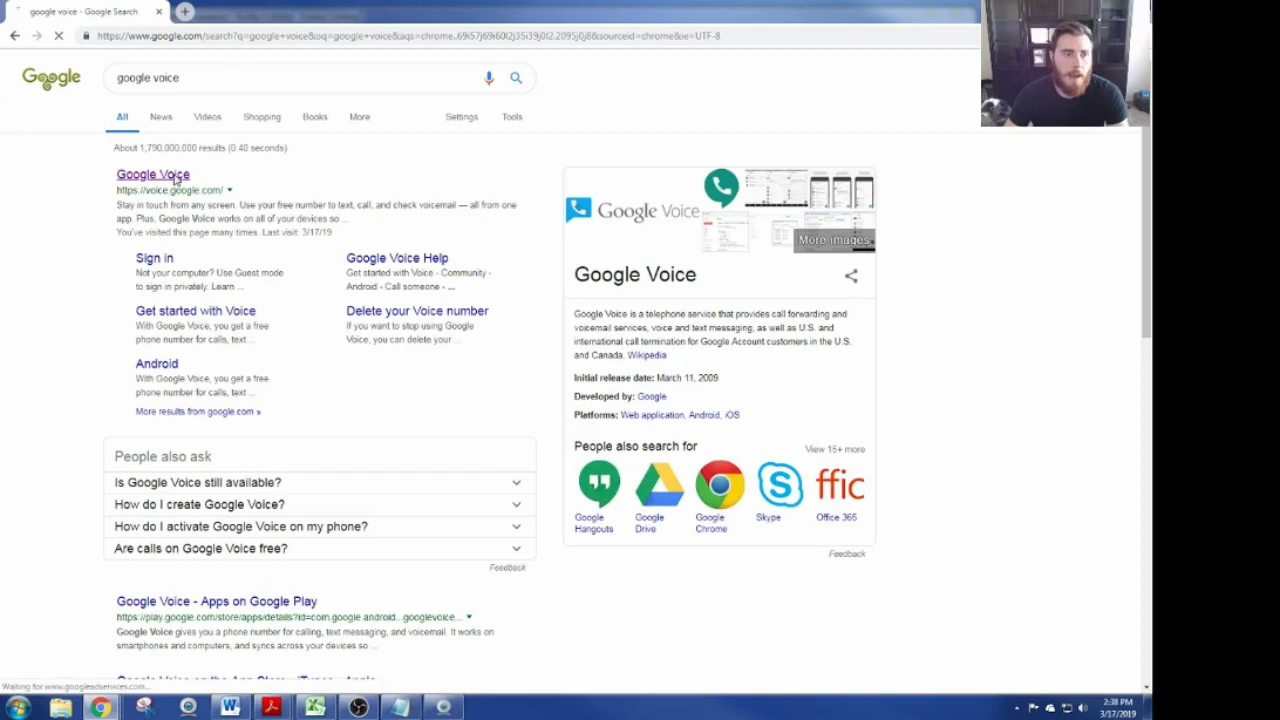 google voice - Google Search
https://www.google.com/search?q=google+voice&oq=google+voice&aqs=chrome..69i57j69i60l2j35i39j0l2.2095j0j8&sourceid=chrome&ie=UTF-8
Google
google voice
All News Videos Shopping Books More Settings Tools
About 1,790,000,000 results (0.40 seconds)
Google Voice
https://voice.google.com/
Stay in touch from any screen. Use your free number to text, call, and check voicemail — all from one
app. Plus, Google Voice works on all of your devices so ...
You've visited this page many times. Last visit: 3/17/19
Sign in
Not your computer? Use Guest mode
to sign in privately. Learn ...
Google Voice Help
Get started with Voice - Community -
Android - Call someone - ...
Get started with Voice
With Google Voice, you get a free
phone number for calls, text ...
Delete your Voice number
If you want to stop using Google
Voice, you can delete your ...
Android
With Google Voice, you get a free
phone number for calls, text ...
More results from google.com »
People also ask
Is Google Voice still available?
How do I create Google Voice?
How do I activate Google Voice on my phone?
Are calls on Google Voice free?
Feedback
Google Voice - Apps on Google Play
https://play.google.com/store/apps/details?id=com.google.android...googlevoice...
Google Voice gives you a phone number for calling, text messaging, and voicemail. It works on
smartphones and computers, and syncs across your devices so ...
Google Voice on the App Store - iTunes - Apple
Google Voice
More images
Google Voice
Google Voice is a telephone service that provides call forwarding and
voicemail services, voice and text messaging, as well as U.S. and
international call termination for Google Account customers in the U.S.
and Canada. Wikipedia
Initial release date: March 11, 2009
Developed by: Google
Platforms: Web application, Android, iOS
People also search for
View 15+ more
ffic
Google
Hangouts
Google
Drive
Google
Chrome
Skype
Office 365
Feedback
Waiting for www.googleadservices.com...
2:38 PM
3/17/2019